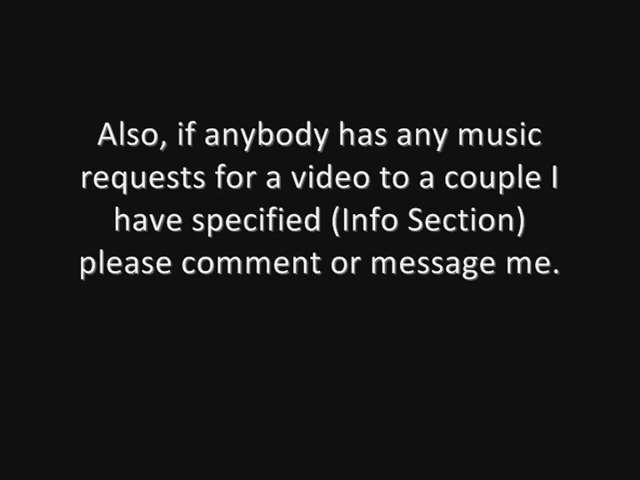 Also, if anybody has any music
requests for a video to a couple I
have specified (Info Section)
please comment or message me.